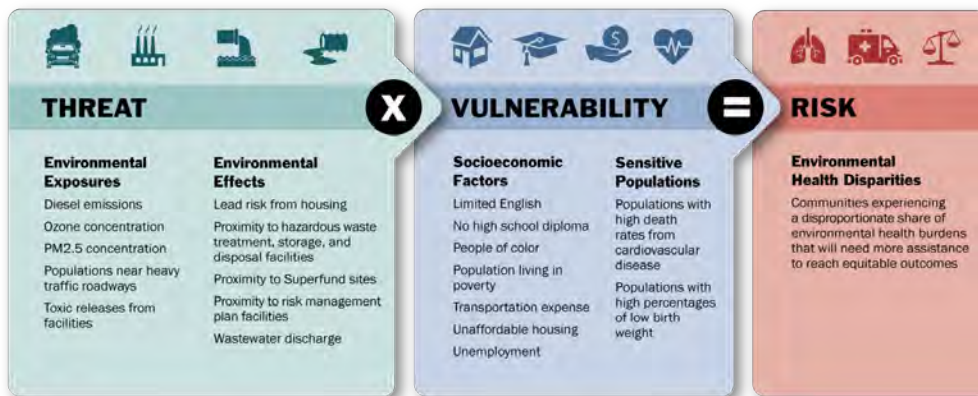 THREAT
X
VULNERABILITY
=
RISK
Environmental
Exposures
Diesel emissions
Ozone concentration
PM2.5 concentration
Populations near heavy
traffic roadways
Toxic releases from
facilities
Environmental
Effects
Lead risk from housing
Proximity to hazardous waste
treatment, storage, and
disposal facilities
Proximity to Superfund sites
Proximity to risk management
plan facilities
Wastewater discharge
$
Socioeconomic
Factors
Limited English
No high school diploma
People of color
Population living in
poverty
Transportation expense
Unaffordable housing
Unemployment
Sensitive
Populations
Populations with
high death
rates from
cardiovascular
disease
Populations with
high percentages
of low birth
weight
Environmental
Health Disparities
Communities experiencing
a disproportionate share of
environmental health burdens
that will need more assistance
to reach equitable outcomes